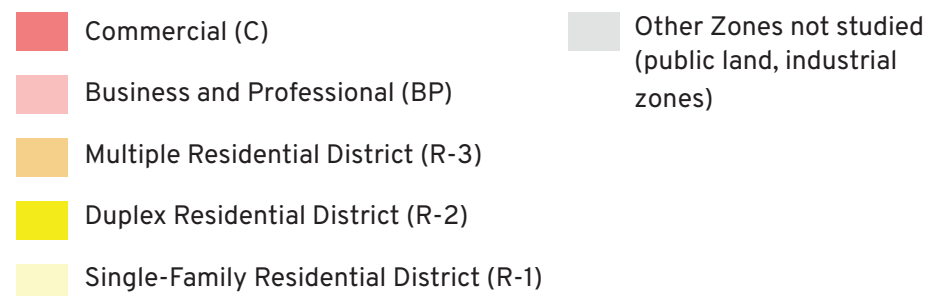 Commercial (C)
Business and Professional (BP)
Multiple Residential District (R-3)
Duplex Residential District (R-2)
Single-Family Residential District (R-1)
Other Zones not studied
(public land, industrial
zones)